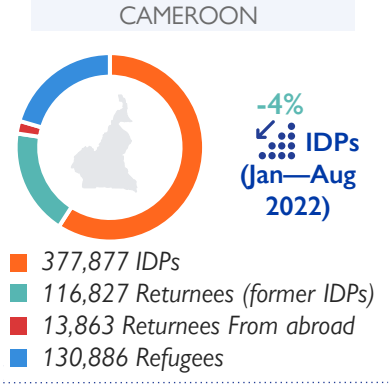 CAMEROON
-4%
IDPs
(Jan—Aug
2022)
377,877 IDPs
116,827 Returnees (former IDPs)
13,863 Returnees From abroad
130,886 Refugees